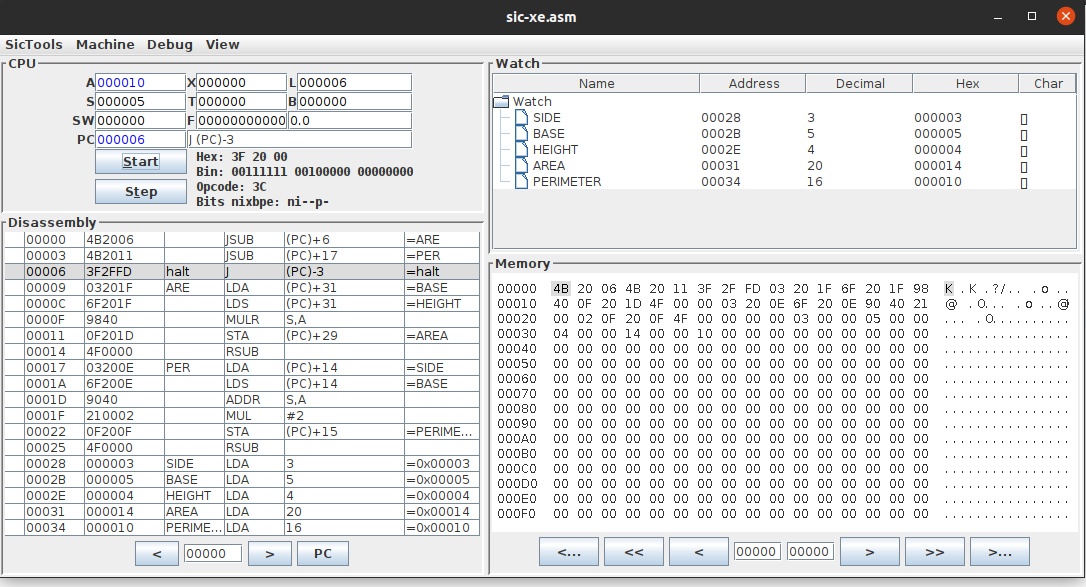 sic-xe.asm
SicTools Machine Debug View
CPU
A 000010 X 000000 L 000006
S 000005 T 000000 B 000000
SW 000000 F 00000000000 0.0
PC 000006 J (PC)-3
Start
Step
Hex: 3F 20 00
Bin: 00111111 00100000 00000000
Opcode: 3C
Bits nixbpe: ni--p-
Disassembly
00000 4B2006 JSUB (PC)+6 =ARE
00003 4B2011 JSUB (PC)+17 =PER
00006 3F2FFD halt J (PC)-3 =halt
00009 03201F ARE LDA (PC)+31 =BASE
0000C 6F201F LDS (PC)+31 =HEIGHT
0000F 9840 MULR S,A
00011 0F201D STA (PC)+29 =AREA
00014 4F0000 RSUB
00017 03200E PER LDA (PC)+14 =SIDE
0001A 6F200E LDS (PC)+14 =BASE
0001D 9040 ADDR S,A
0001F 210002 MUL #2
00022 0F200F STA (PC)+15 =PERIME...
00025 4F0000 RSUB
00028 000003 SIDE LDA 3 =0x00003
0002B 000005 BASE LDA 5 =0x00005
0002E 000004 HEIGHT LDA 4 =0x00004
00031 000014 AREA LDA 20 =0x00014
00034 000010 PERIME... LDA 16 =0x00010
< 00000 > PC
Watch
Name Address Decimal Hex Char
Watch
SIDE 00028 3 000003
BASE 0002B 5 000005
HEIGHT 0002E 4 000004
AREA 00031 20 000014
PERIMETER 00034 16 000010
Memory
00000 4B 20 06 4B 20 11 3F 2F FD 03 20 1F 6F 20 1F 98 K . K . ?/ . . . o . .
00010 40 0F 20 1D 4F 00 00 03 20 0E 6F 20 0E 90 40 21 @ . . O . . . . o . . @
00020 00 02 0F 20 0F 4F 00 00 00 00 03 00 00 05 00 00 . . . . . O . . . . . . . . . .
00030 04 00 00 14 00 00 10 00 00 00 00 00 00 00 00 00 . . . . . . . . . . . . . . . .
00040 00 00 00 00 00 00 00 00 00 00 00 00 00 00 00 00 . . . . . . . . . . . . . . . .
00050 00 00 00 00 00 00 00 00 00 00 00 00 00 00 00 00 . . . . . . . . . . . . . . . .
00060 00 00 00 00 00 00 00 00 00 00 00 00 00 00 00 00 . . . . . . . . . . . . . . . .
00070 00 00 00 00 00 00 00 00 00 00 00 00 00 00 00 00 . . . . . . . . . . . . . . . .
00080 00 00 00 00 00 00 00 00 00 00 00 00 00 00 00 00 . . . . . . . . . . . . . . . .
00090 00 00 00 00 00 00 00 00 00 00 00 00 00 00 00 00 . . . . . . . . . . . . . . . .
000A0 00 00 00 00 00 00 00 00 00 00 00 00 00 00 00 00 . . . . . . . . . . . . . . . .
000B0 00 00 00 00 00 00 00 00 00 00 00 00 00 00 00 00 . . . . . . . . . . . . . . . .
000C0 00 00 00 00 00 00 00 00 00 00 00 00 00 00 00 00 . . . . . . . . . . . . . . . .
000D0 00 00 00 00 00 00 00 00 00 00 00 00 00 00 00 00 . . . . . . . . . . . . . . . .
000E0 00 00 00 00 00 00 00 00 00 00 00 00 00 00 00 00 . . . . . . . . . . . . . . . .
000F0 00 00 00 00 00 00 00 00 00 00 00 00 00 00 00 00 . . . . . . . . . . . . . . . .
<... << < 00000 00000 > >> >...